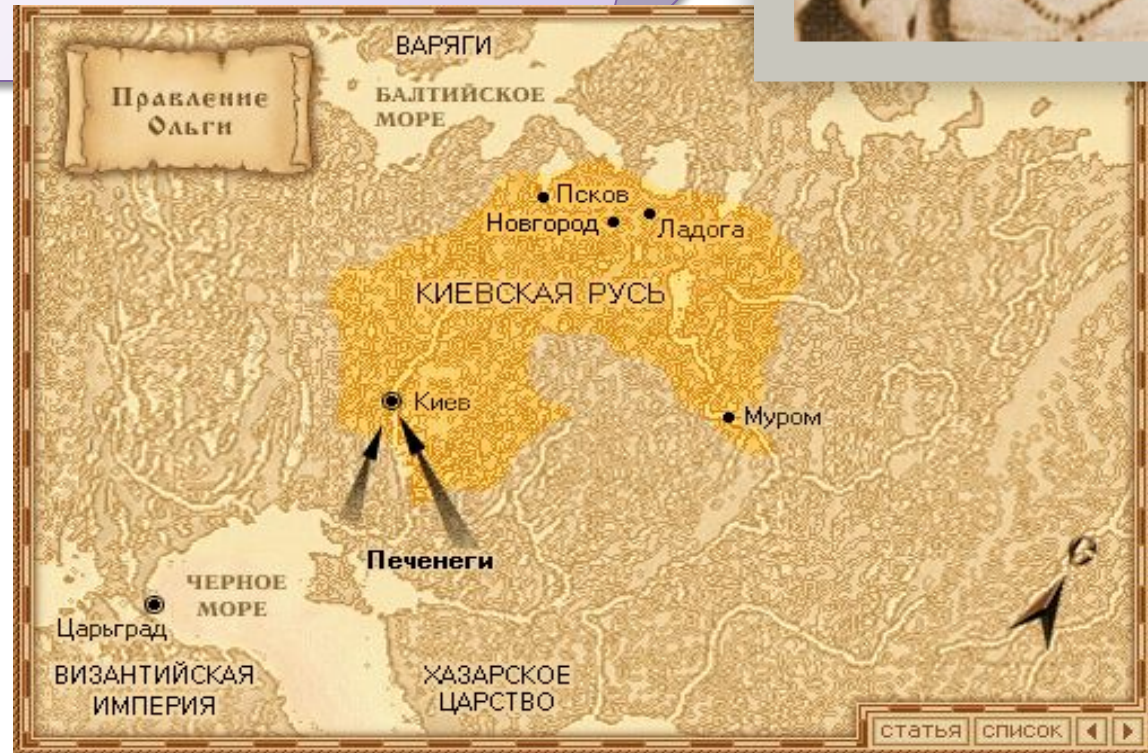 Правление
Ольги
ВАРЯГИ
БАЛТИЙСКОЕ
МОРЕ
Псков
Новгород
Ладога
КИЕВСКАЯ РУСЬ
Киев
Муром
Печенеги
ЧЕРНОЕ
МОРЕ
Царьград
ВИЗАНТИЙСКАЯ
ИМПЕРИЯ
ХАЗАРСКОЕ
ЦАРСТВО
С
статья список